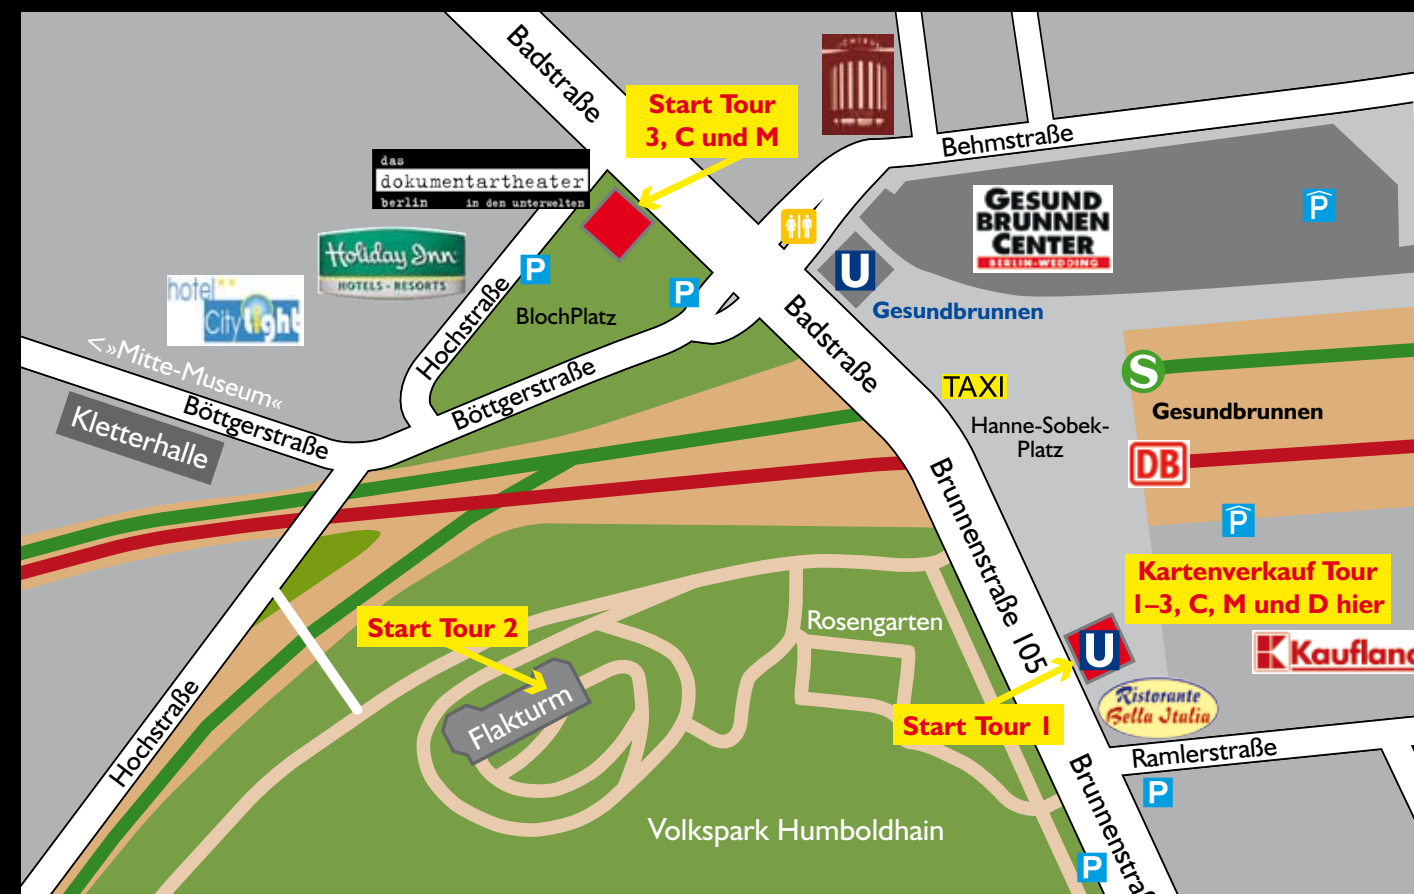 Badstraße
Start Tour
3, C und M
CENTRUM
Behmstraße
das
dokumentartheater
berlin in den unterwelten
P
GESUND
BRUNNEN
CENTER
BERLIN-WEDDING
Holiday Inn
HOTELS · RESORTS
P
P
U
Gesundbrunnen
hotel
City light
Hochstraße
BlochPlatz
Badstraße
<»Mitte-Museum«
Böttgerstraße
Böttgerstraße
Kletterhalle
S
Gesundbrunnen
TAXI
Hanne-Sobek-
Platz
DB
P
Brunnenstraße 105
Kartenverkauf Tour
1–3, C, M und D hier
Start Tour 2
Rosengarten
U
Kaufland
Flakturm
Ristorante
Bella Italia
Start Tour 1
Hochstraße
Ramlerstraße
P
Volkspark Humboldhain
Brunnenstraß
P